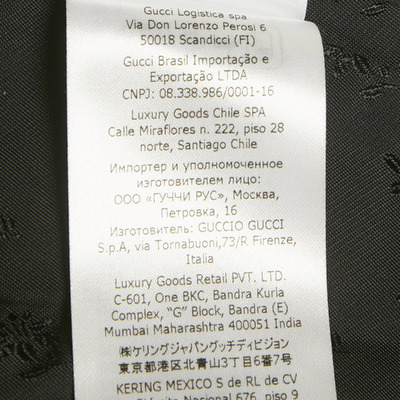 Gucci Logistica spa
Via Don Lorenzo Perosi 6
50018 Scandicci (FI)
Gucci Brasil Importação e
Exportação LTDA
CNPJ: 08.338.986/0001-16
Luxury Goods Chile SPA
Calle Miraflores n. 222, piso 28
norte, Santiago Chile
Импортер и уполномоченное
изготовителем лицо:
ООО «ГУЧЧИ РУС», Москва,
Петровка, 16
Изготовитель: GUCCIO GUCCI
S.p.A, via Tornabuoni,73/R Firenze,
Italia
Luxury Goods Retail PVT. LTD.
C-601, One BKC, Bandra Kurla
Complex, "G" Block, Bandra (E)
Mumbai Maharashtra 400051 India
㈱ケリングジャパングッチディビジョン
東京都港区北青山3丁目6番7号
KERING MEXICO S de RL de CV
Nacional 676, piso 9